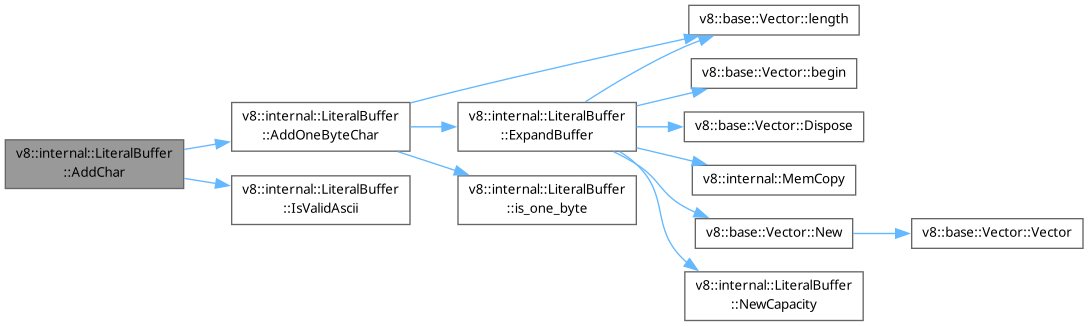 v8::internal::LiteralBuffer
::AddChar
v8::internal::LiteralBuffer
::AddOneByteChar
v8::internal::LiteralBuffer
::IsValidAscii
v8::internal::LiteralBuffer
::ExpandBuffer
v8::internal::LiteralBuffer
::is_one_byte
v8::base::Vector::length
v8::base::Vector::begin
v8::base::Vector::Dispose
v8::internal::MemCopy
v8::base::Vector::New
v8::internal::LiteralBuffer
::NewCapacity
v8::base::Vector::Vector